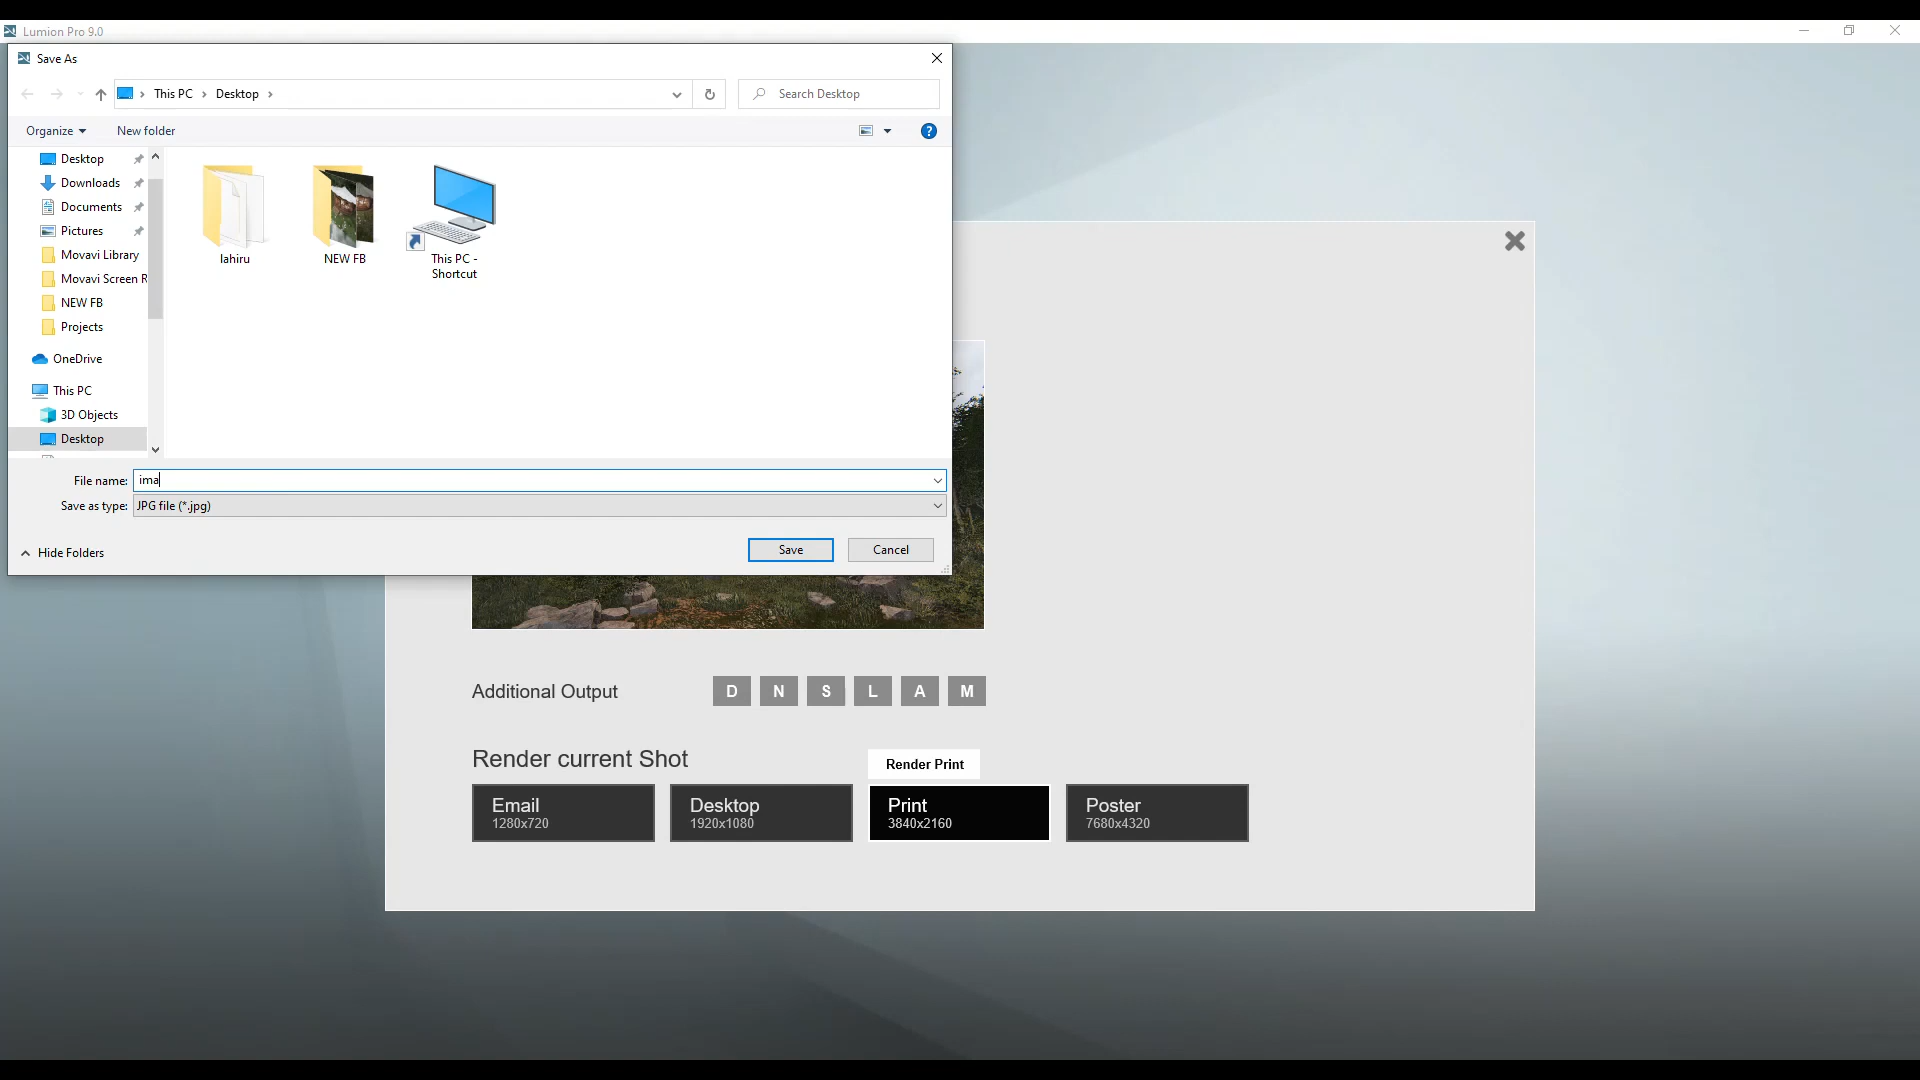 Lumion Pro 9.0
Save As
This PC
Desktop
Search Desktop
Organize
New folder
Desktop
Downloads
Documents
Pictures
Movavi Library
Movavi Screen R
NEW FB
Projects
OneDrive
This PC
3D Objects
Desktop
lahiru
NEW FB
This PC -
Shortcut
File name: ima
Save as type: JPG file (*.jpg)
Hide Folders
Save
Cancel
Additional Output
D N S L A M
Render current Shot
Render Print
Email
1280x720
Desktop
1920x1080
Print
3840x2160
Poster
7680x4320